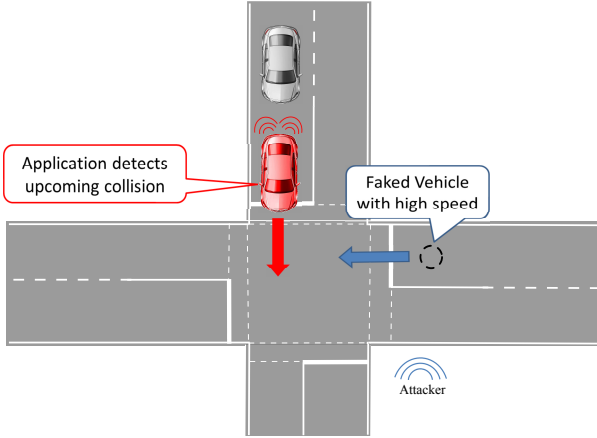 Application detects
upcoming collision
Faked Vehicle
with high speed
Attacker